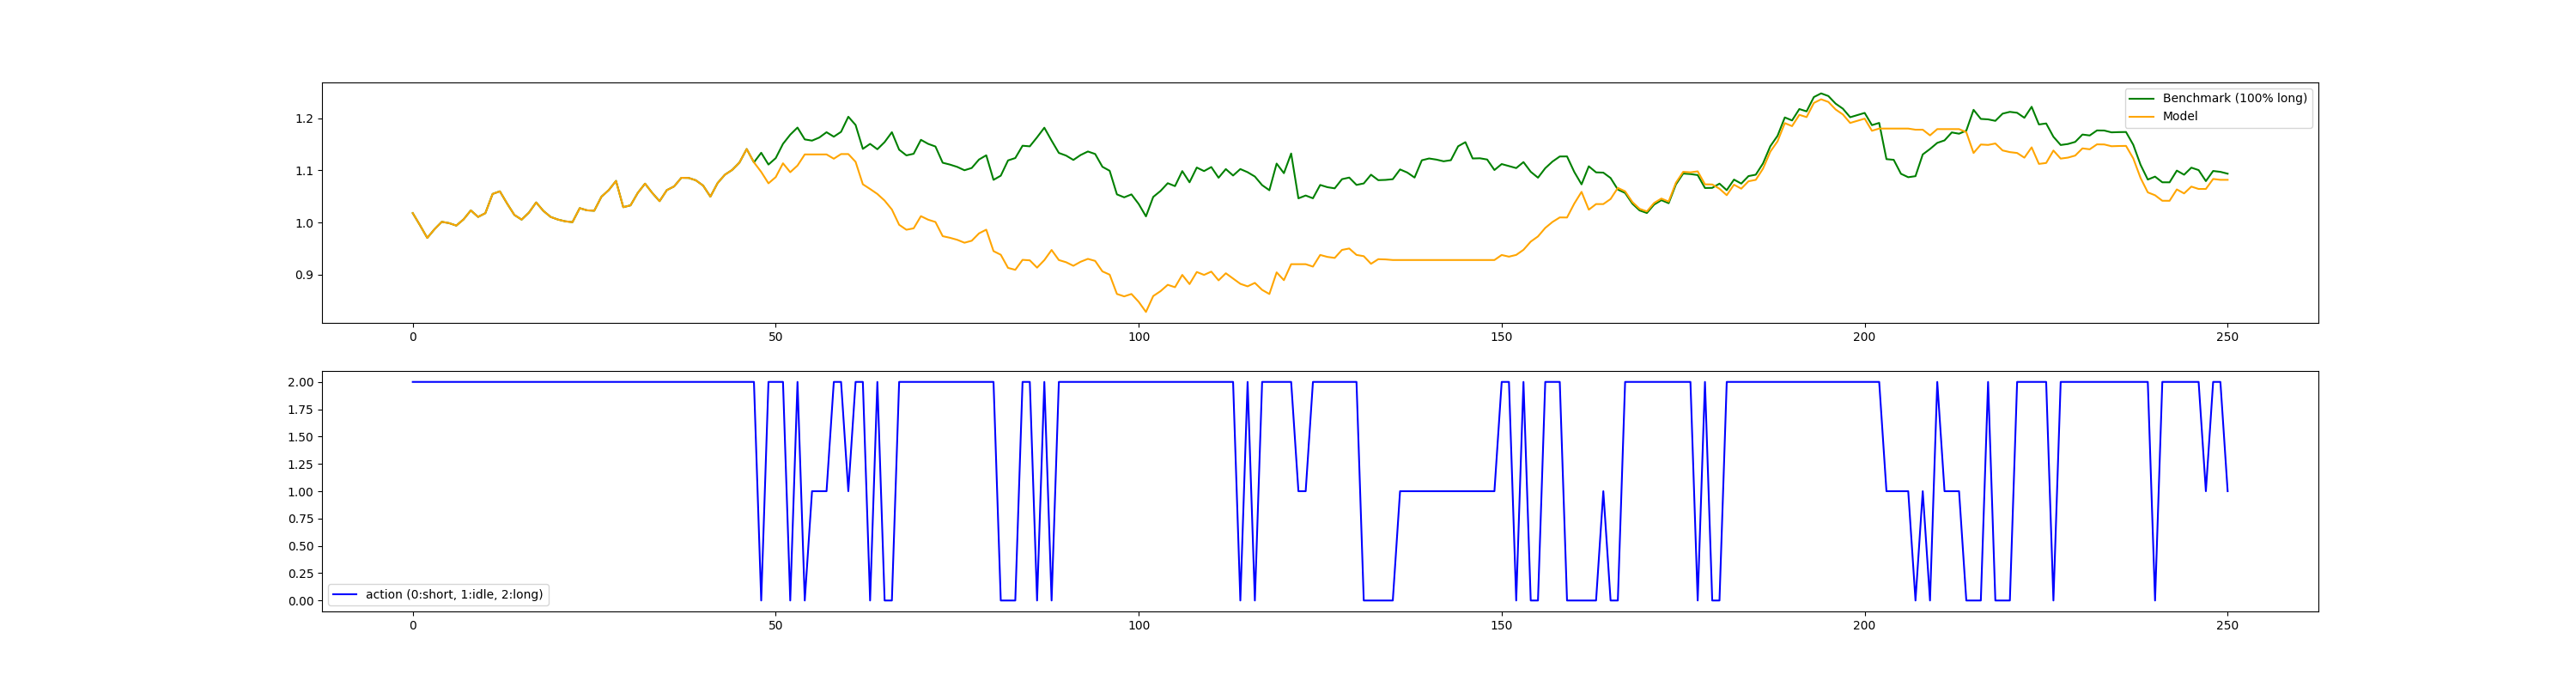 1.2
1.1
1.0
0.9
Benchmark (100% long)
Model
0 50 100 150 200 250
2.00
1.75
1.50
1.25
1.00
0.75
0.50
0.25
0.00
action (0:short, 1:idle, 2:long)
0 50 100 150 200 250